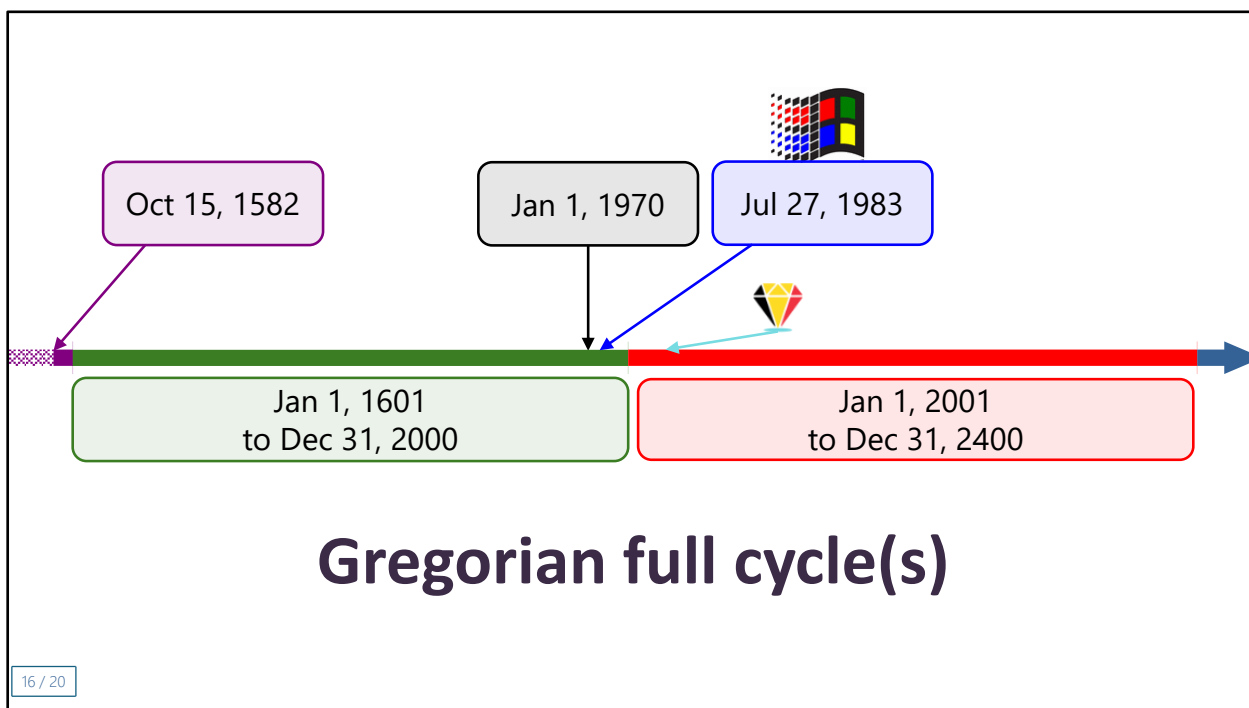 Oct 15, 1582
Jan 1, 1970
Jul 27, 1983
Jan 1, 1601
to Dec 31, 2000
Jan 1, 2001
to Dec 31, 2400
Gregorian full cycle(s)
16 / 20